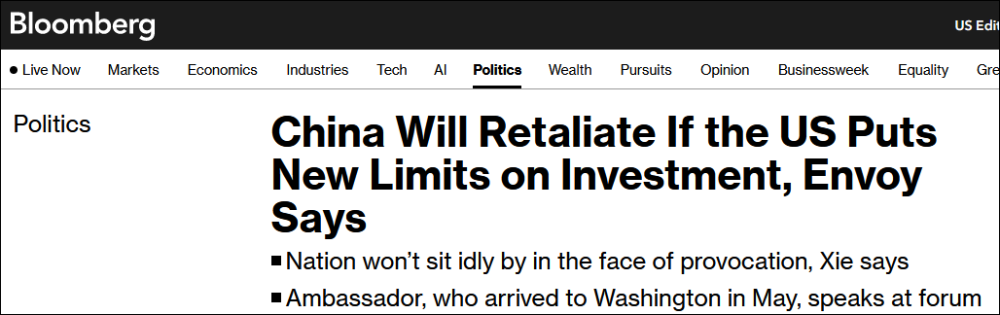 Bloomberg
US Edit
Live Now Markets Economics Industries Tech AI Politics Wealth Pursuits Opinion Businessweek Equality Gre
Politics
China Will Retaliate If the US Puts
New Limits on Investment, Envoy
Says
Nation won’t sit idly by in the face of provocation, Xie says
Ambassador, who arrived to Washington in May, speaks at forum